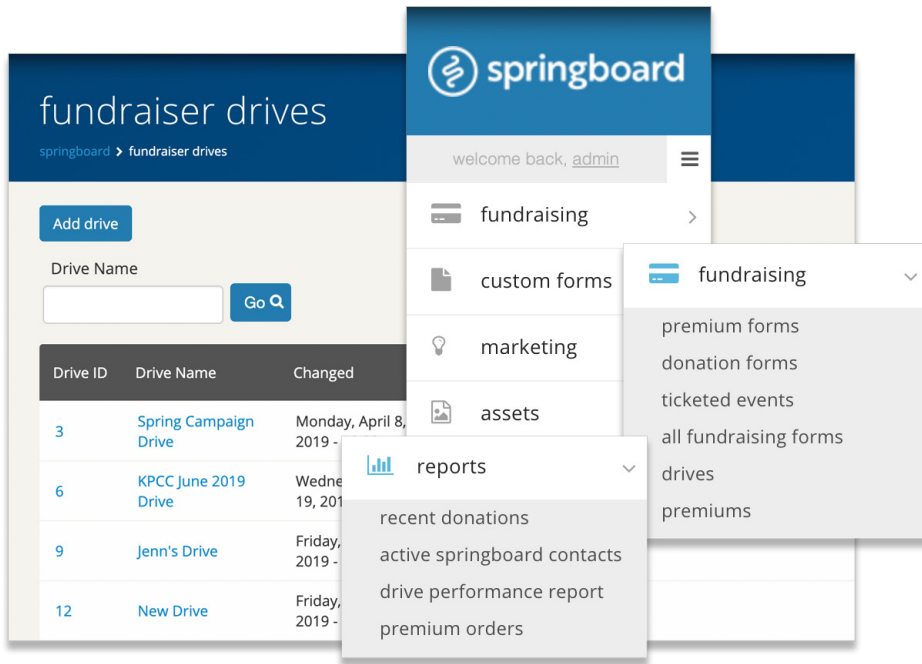 fundraiser drives
springboard > fundraiser drives
Add drive
Drive Name
Go
Drive ID Drive Name Changed
3 Spring Campaign Drive Monday, April 8, 2019 -
6 KPCC June 2019 Drive
9 Jenn's Drive Friday, 2019 -
12 New Drive Friday, 2019 -
springboard
welcome back, admin
fundraising
custom forms
marketing
assets
reports
recent donations
active springboard contacts
drive performance report
premium orders
fundraising
premium forms
donation forms
ticketed events
all fundraising forms
drives
premiums